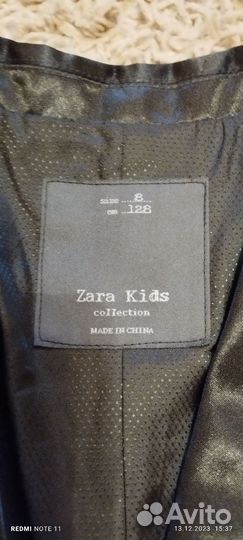 size.....8......
cm ....128
Zara Kids
collection
MADE IN CHINA
REDMI NOTE 11
13.12.2023 15:37
Avito